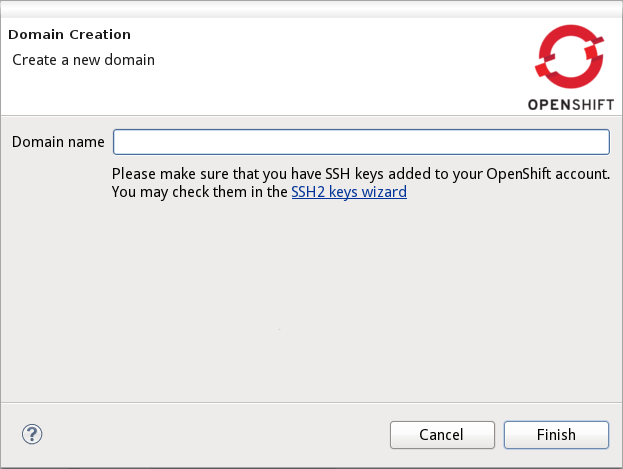 Domain Creation
Create a new domain
OPENSHIFT
Domain name
Please make sure that you have SSH keys added to your OpenShift account.
You may check them in the SSH2 keys wizard
?
Cancel
Finish